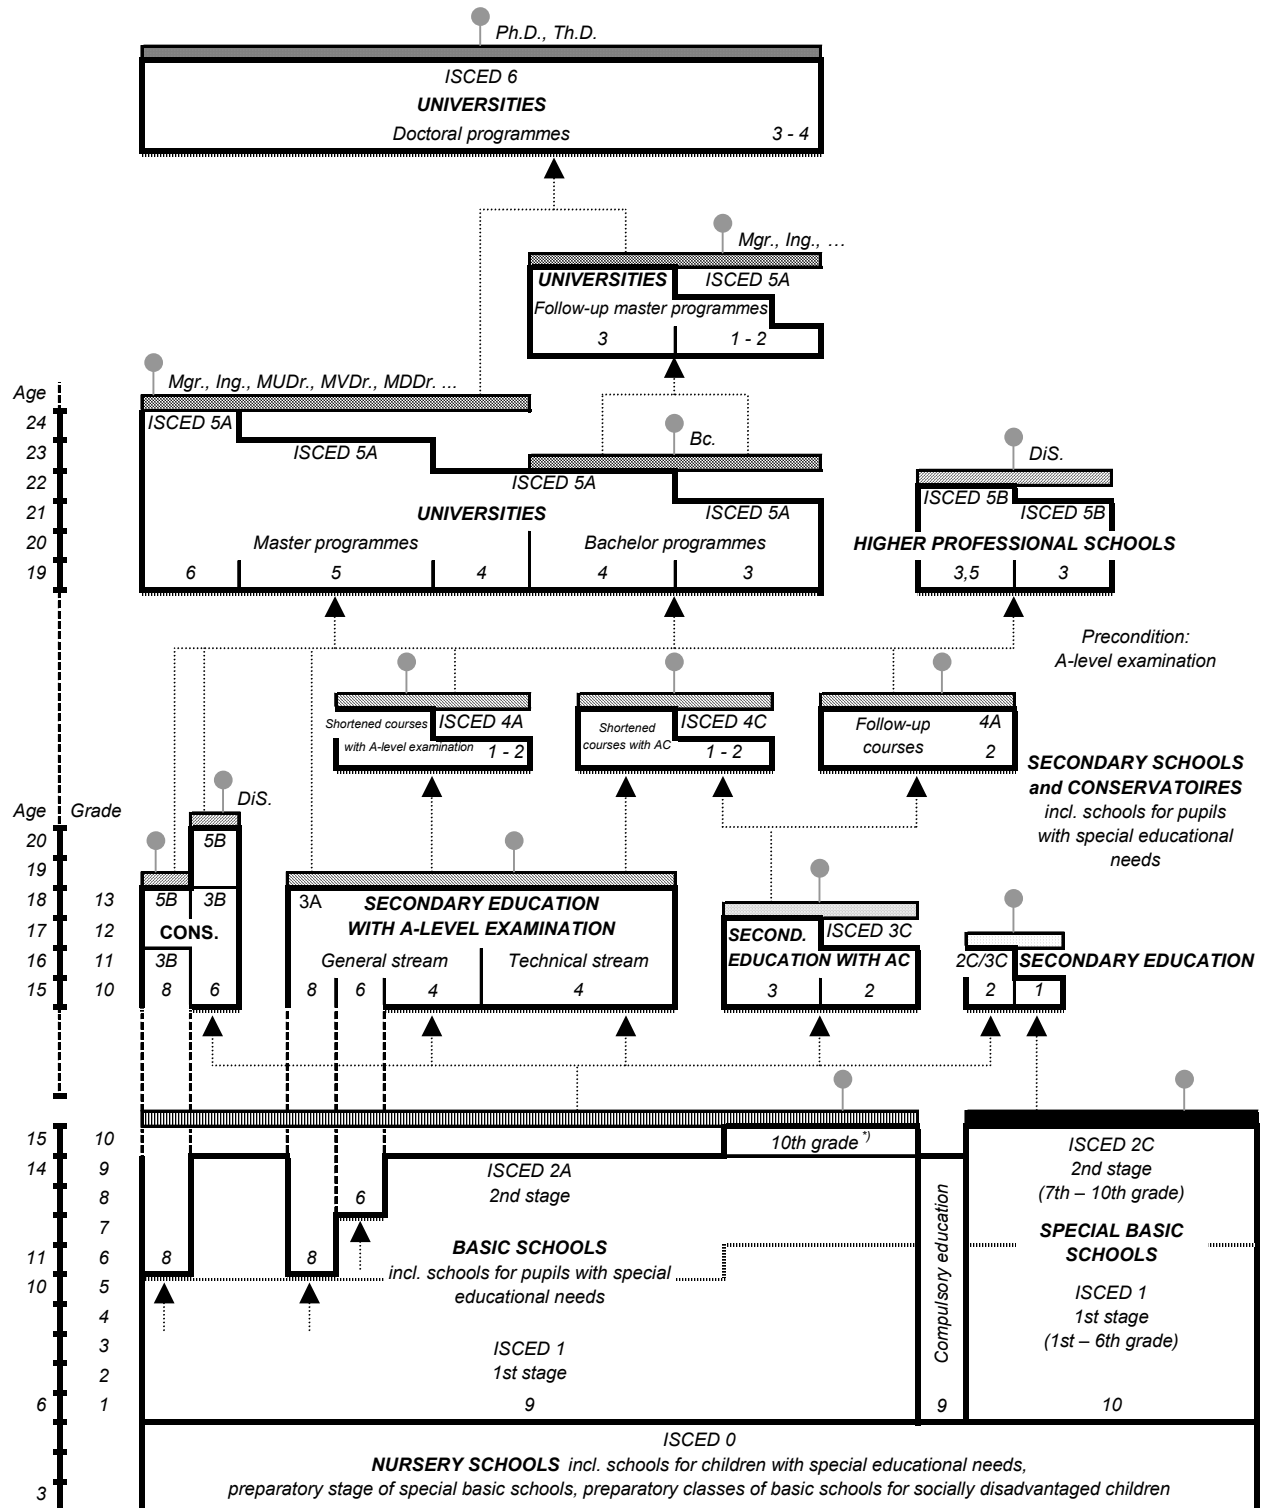 Ph.D., Th.D.
ISCED 6
UNIVERSITIES
Doctoral programmes 3 - 4
Mgr., Ing., …
UNIVERSITIES ISCED 5A
Follow-up master programmes
3 1 - 2
Mgr., Ing., MUDr., MVDr., MDDr. ...
Age
24 ISCED 5A
23 ISCED 5A Bc. DiS.
22 ISCED 5A ISCED 5B
21 UNIVERSITIES ISCED 5A ISCED 5B
20 Master programmes Bachelor programmes HIGHER PROFESSIONAL SCHOOLS
19 6 5 4 4 3 3,5 3
Precondition:
A-level examination
Shortened courses ISCED 4A
with A-level examination 1 - 2
Shortened ISCED 4C
courses with AC 1 - 2
Follow-up 4A
courses 2
SECONDARY SCHOOLS
and CONSERVATOIRES
incl. schools for pupils
with special educational
needs
Age Grade DiS.
20 5B
19
18 13 5B 3B 3A SECONDARY EDUCATION
17 12 CONS. WITH A-LEVEL EXAMINATION SECOND. ISCED 3C
16 11 3B General stream Technical stream EDUCATION WITH AC 2C/3C SECONDARY EDUCATION
15 10 8 6 8 6 4 4 3 2 2 1
15 10 10th grade *) ISCED 2C
14 9 ISCED 2A 2nd stage
8 6 2nd stage (7th – 10th grade)
7
BASIC SCHOOLS SPECIAL BASIC
11 6 8 8 SCHOOLS
10 5 incl. schools for pupils with special
educational needs ISCED 1
4 1st stage
3 ISCED 1 (1st – 6th grade)
2 1st stage
Compulsory education
6 1 9 9 10
ISCED 0
NURSERY SCHOOLS incl. schools for children with special educational needs,
3 preparatory stage of special basic schools, preparatory classes of basic schools for socially disadvantaged children